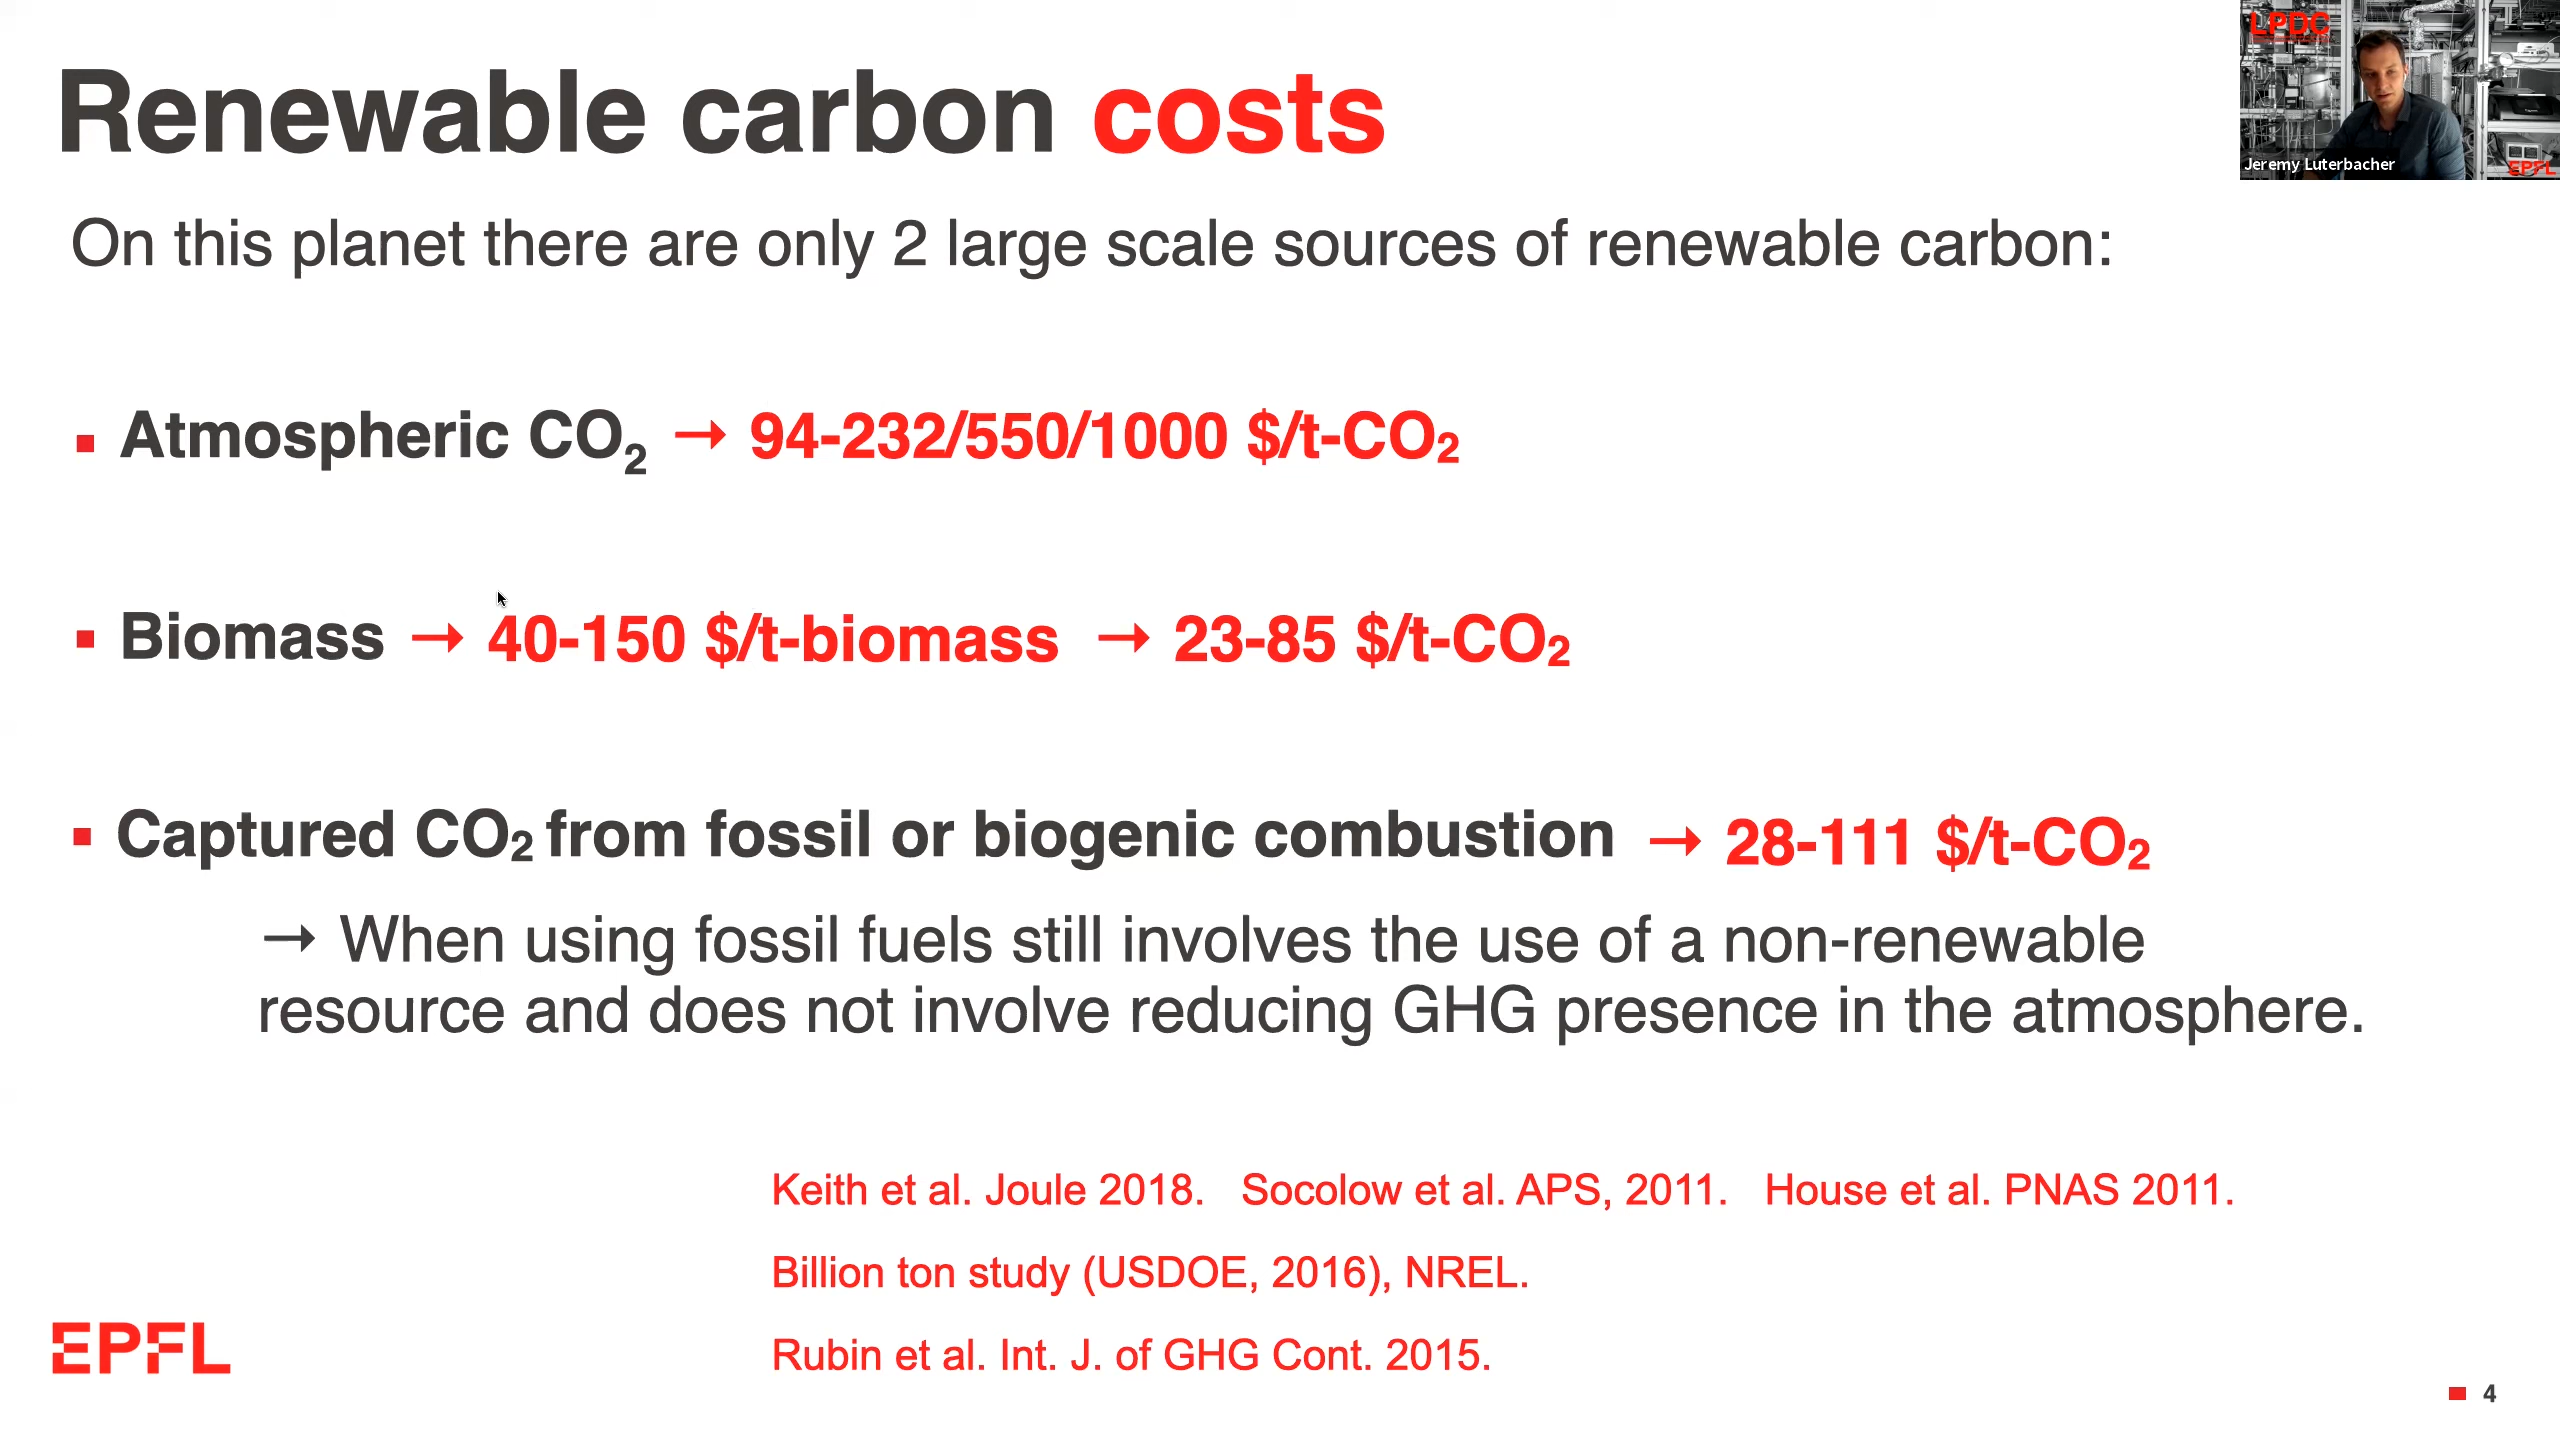 LPDC
Jeremy Luterbacher
EPFL
Renewable carbon costs
On this planet there are only 2 large scale sources of renewable carbon:
▪ Atmospheric CO₂ → 94-232/550/1000 $/t-CO₂
▪ Biomass → 40-150 $/t-biomass → 23-85 $/t-CO₂
▪ Captured CO₂ from fossil or biogenic combustion → 28-111 $/t-CO₂
→ When using fossil fuels still involves the use of a non-renewable
resource and does not involve reducing GHG presence in the atmosphere.
Keith et al. Joule 2018. Socolow et al. APS, 2011. House et al. PNAS 2011.
Billion ton study (USDOE, 2016), NREL.
Rubin et al. Int. J. of GHG Cont. 2015.
EPFL
4